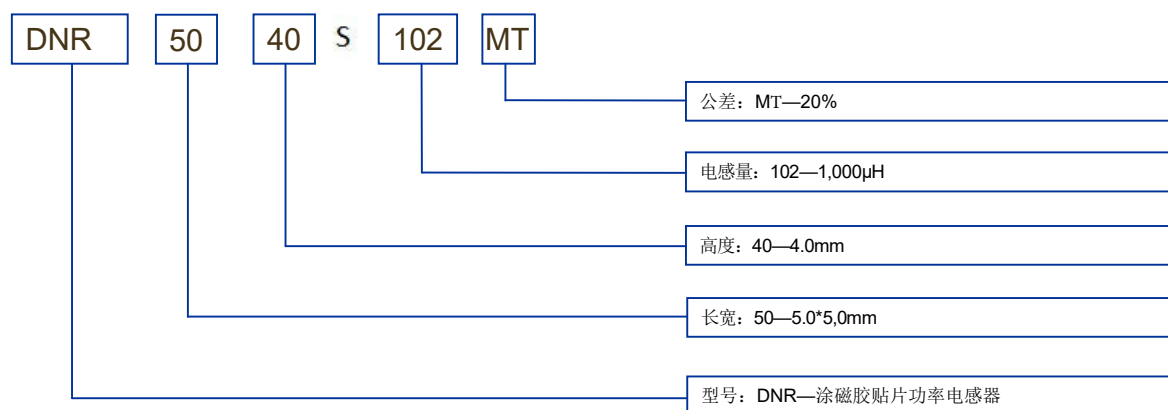 DNR 50 40 S 102 MT
公差：MT—20%
电感量：102—1,000µH
高度：40—4.0mm
长宽：50—5.0*5,0mm
型号：DNR—涂磁胶贴片功率电感器